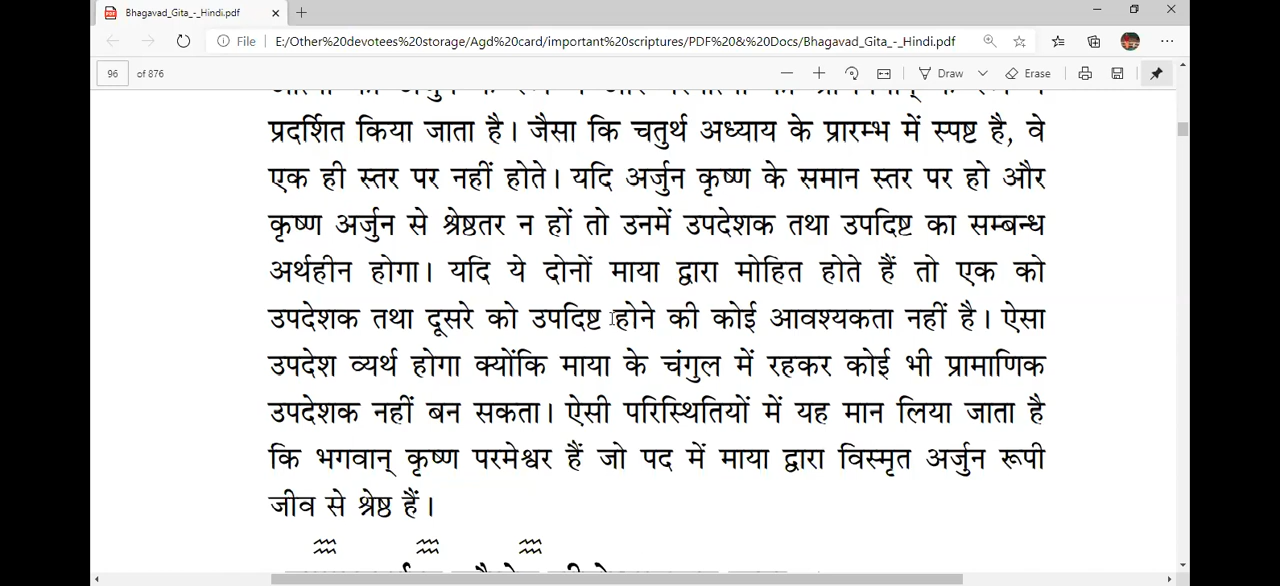 Bhagavad_Gita_-_Hindi.pdf
File E:/Other%20devotees%20storage/Agd%20card/important%20scriptures/PDF%20&%20Docs/Bhagavad_Gita_-_Hindi.pdf
96 of 876 Draw Erase
प्रदर्शित किया जाता है। जैसा कि चतुर्थ अध्याय के प्रारम्भ में स्पष्ट है, वे
एक ही स्तर पर नहीं होते। यदि अर्जुन कृष्ण के समान स्तर पर हो और
कृष्ण अर्जुन से श्रेष्ठतर न हों तो उनमें उपदेशक तथा उपदिष्ट का सम्बन्ध
अर्थहीन होगा। यदि ये दोनों माया द्वारा मोहित होते हैं तो एक को
उपदेशक तथा दूसरे को उपदिष्ट होने की कोई आवश्यकता नहीं है। ऐसा
उपदेश व्यर्थ होगा क्योंकि माया के चंगुल में रहकर कोई भी प्रामाणिक
उपदेशक नहीं बन सकता। ऐसी परिस्थितियों में यह मान लिया जाता है
कि भगवान् कृष्ण परमेश्वर हैं जो पद में माया द्वारा विस्मृत अर्जुन रूपी
जीव से श्रेष्ठ हैं।